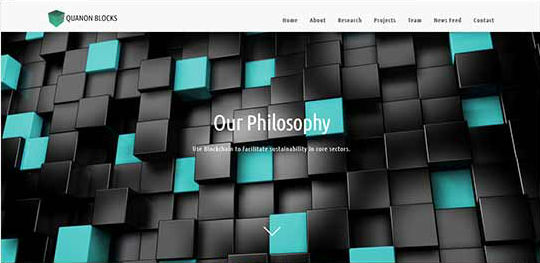 QUANON BLOCKS
Home About Research Projects Team News Feed Contact
Our Philosophy
Use Blockchain to facilitate sustainability in core sectors.